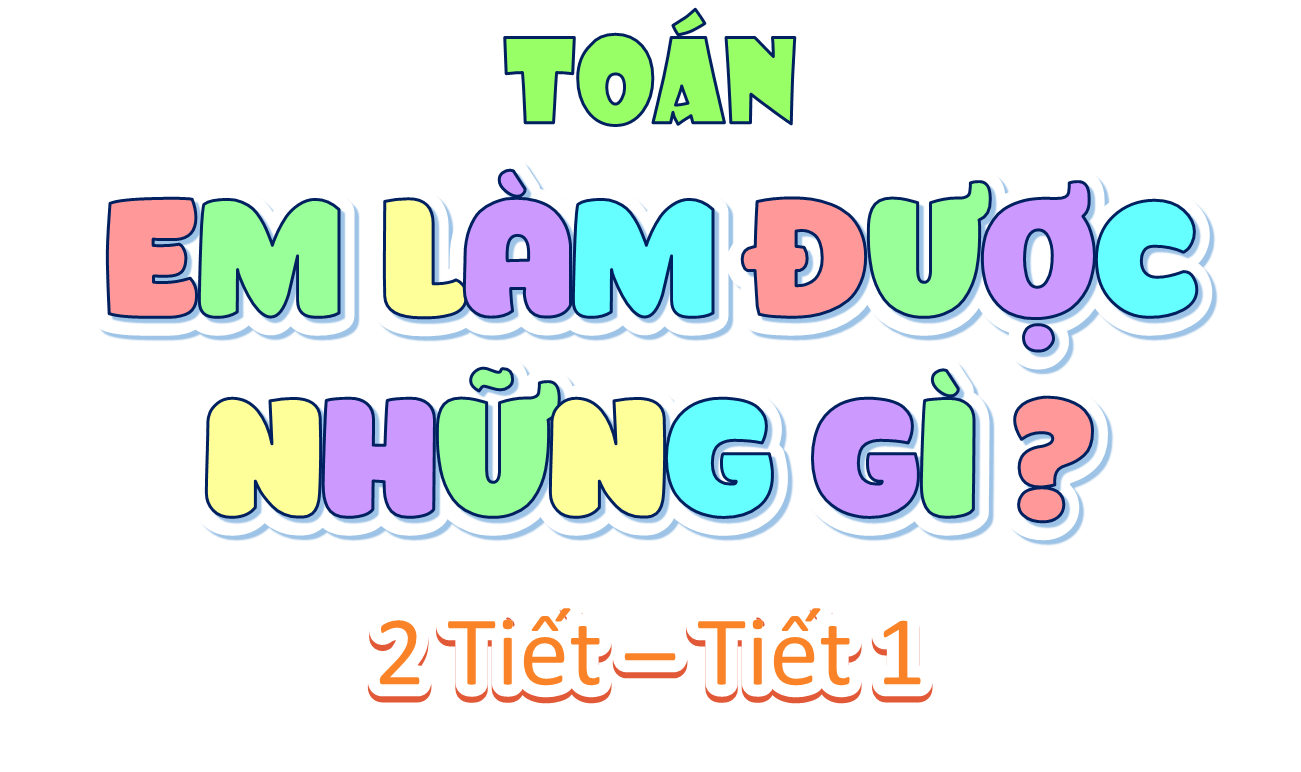 TOÁN
EM LÀM ĐƯỢC
NHỮNG GÌ ?
2 Tiết – Tiết 1